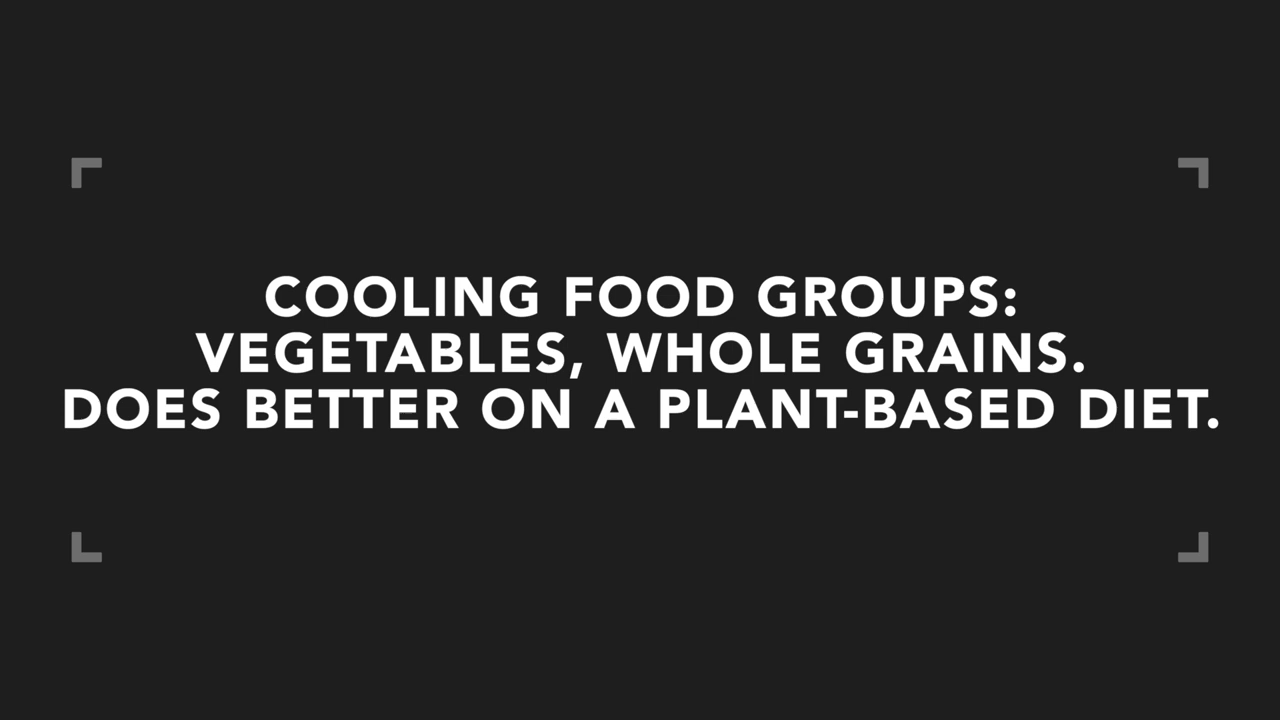 COOLING FOOD GROUPS:
VEGETABLES, WHOLE GRAINS.
DOES BETTER ON A PLANT-BASED DIET.